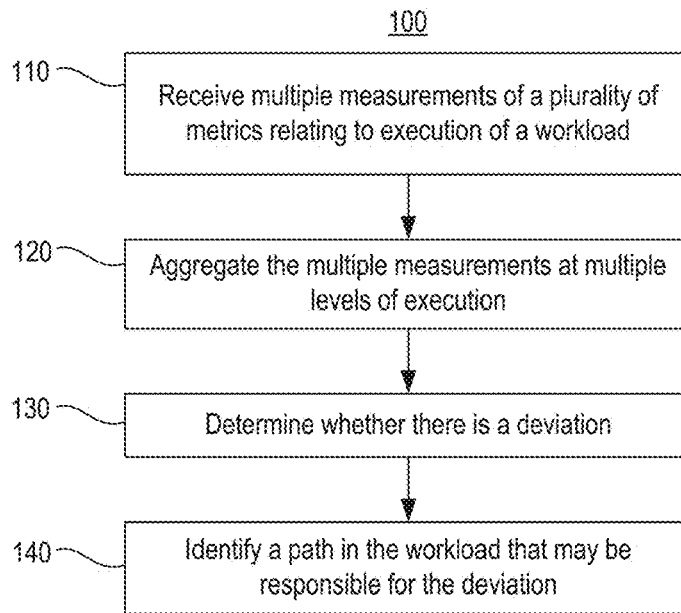 100
110
Receive multiple measurements of a plurality of
metrics relating to execution of a workload
120
Aggregate the multiple measurements at multiple
levels of execution
130
Determine whether there is a deviation
140
Identify a path in the workload that may be
responsible for the deviation